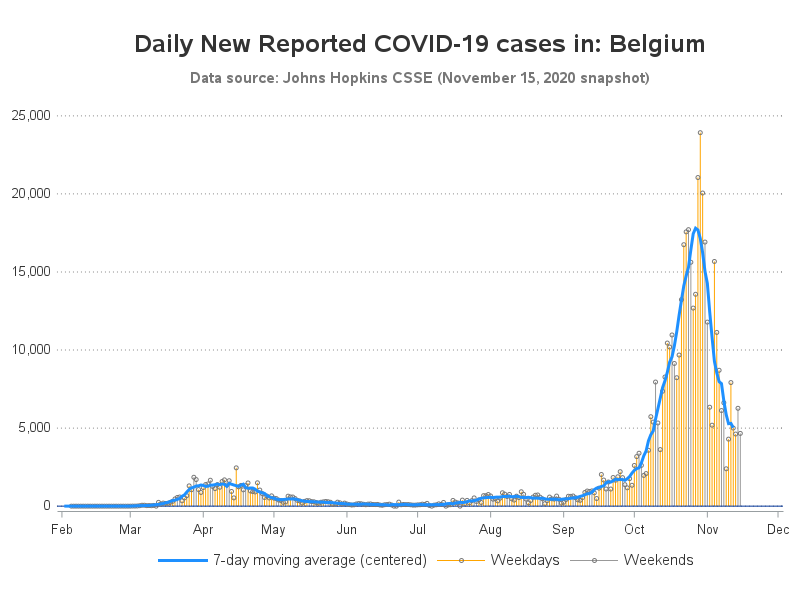 Daily New Reported COVID-19 cases in: Belgium
Data source: Johns Hopkins CSSE (November 15, 2020 snapshot)
25,000
20,000
15,000
10,000
5,000
0
Feb Mar Apr May Jun Jul Aug Sep Oct Nov Dec
7-day moving average (centered) Weekdays Weekends